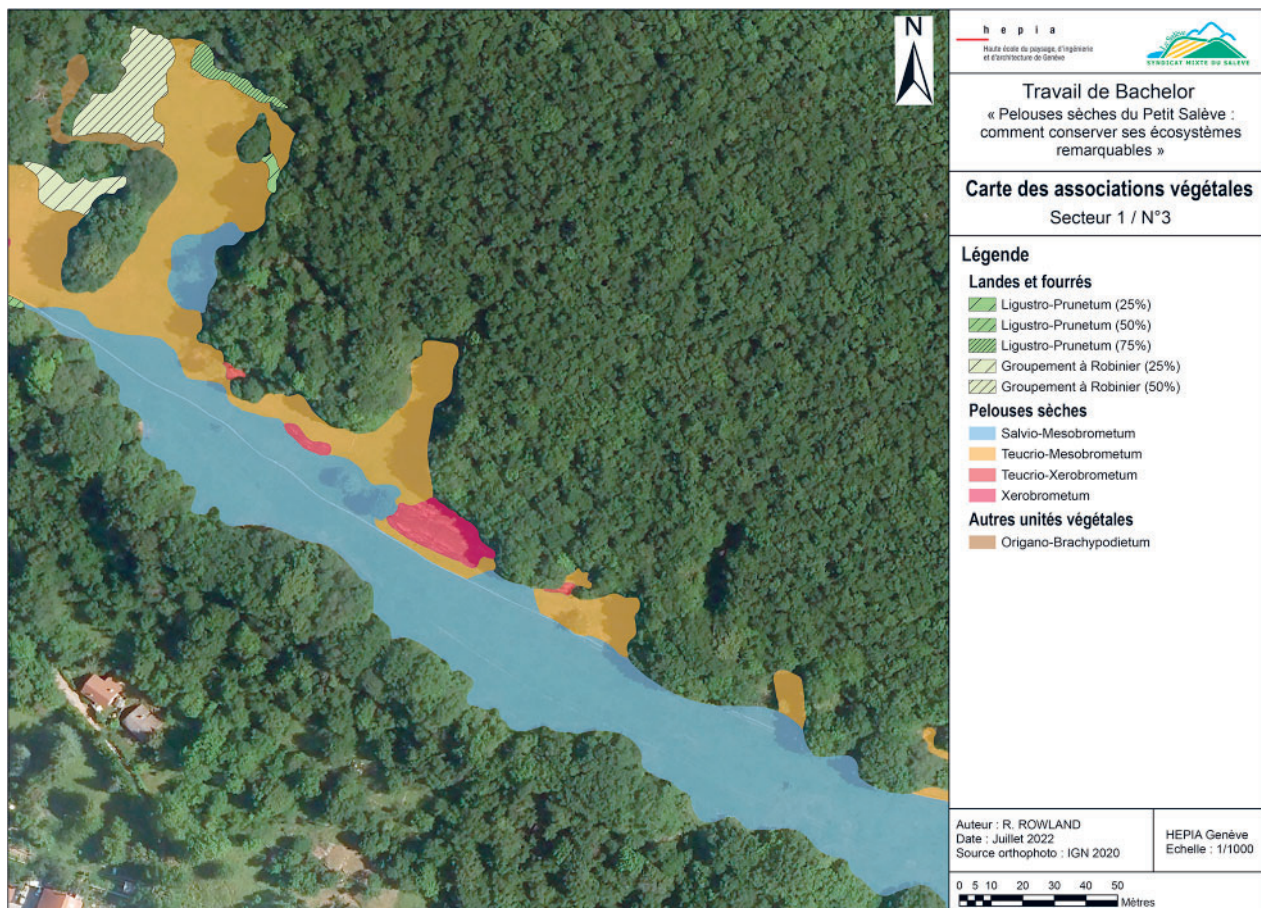 N
h e p i a
Haute école du paysage, d'ingénierie
et d'architecture de Genève
Le Salève
SYNDICAT MIXTE DU SALEVE
Travail de Bachelor
« Pelouses sèches du Petit Salève :
comment conserver ses écosystèmes
remarquables »
Carte des associations végétales
Secteur 1 / N°3
Légende
Landes et fourrés
Ligustro-Prunetum (25%)
Ligustro-Prunetum (50%)
Ligustro-Prunetum (75%)
Groupement à Robinier (25%)
Groupement à Robinier (50%)
Pelouses sèches
Salvio-Mesobrometum
Teucrio-Mesobrometum
Teucrio-Xerobrometum
Xerobrometum
Autres unités végétales
Origano-Brachypodietum
Auteur : R. ROWLAND
Date : Juillet 2022
Source orthophoto : IGN 2020
HEPIA Genève
Echelle : 1/1000
0 5 10 20 30 40 50
Mètres